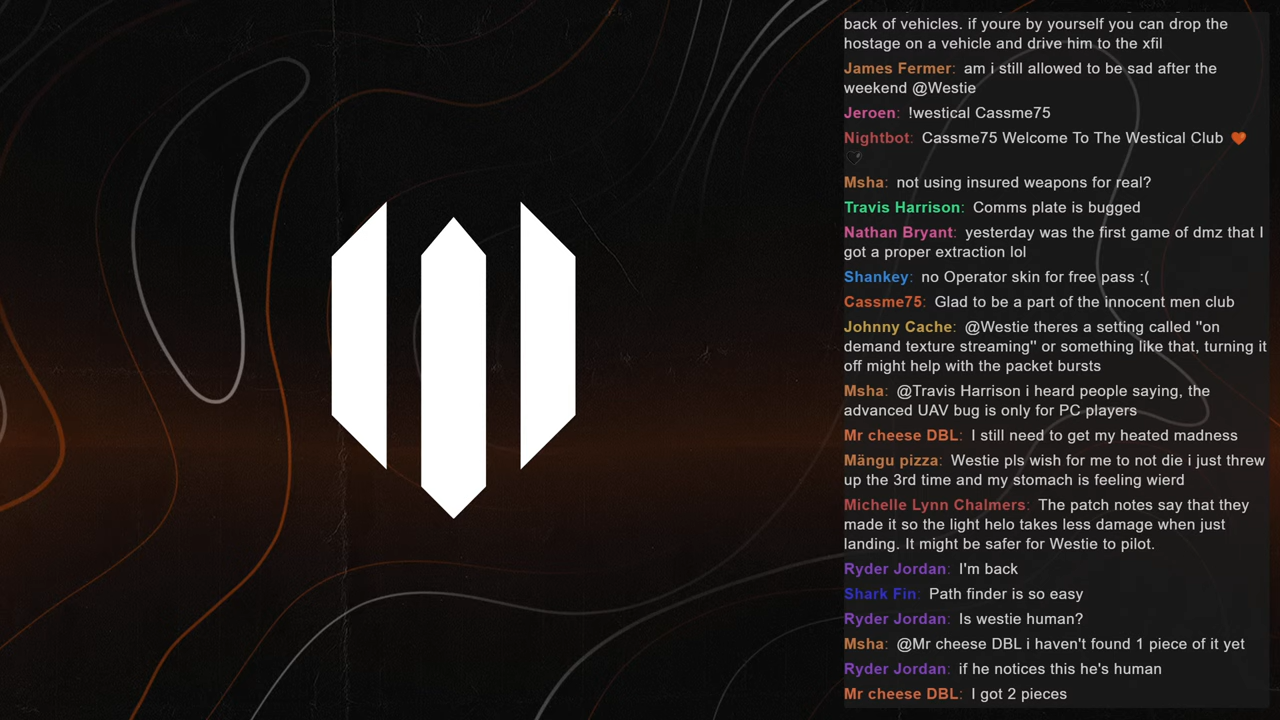 back of vehicles. if youre by yourself you can drop the
hostage on a vehicle and drive him to the xfil
James Fermer: am i still allowed to be sad after the
weekend @Westie
Jeroen: !westical Cassme75
Nightbot: Cassme75 Welcome To The Westical Club 🧡
🖤
Msha: not using insured weapons for real?
Travis Harrison: Comms plate is bugged
Nathan Bryant: yesterday was the first game of dmz that I
got a proper extraction lol
Shankey: no Operator skin for free pass :(
Cassme75: Glad to be a part of the innocent men club
Johnny Cache: @Westie theres a setting called "on
demand texture streaming" or something like that, turning it
off might help with the packet bursts
Msha: @Travis Harrison i heard people saying, the
advanced UAV bug is only for PC players
Mr cheese DBL: I still need to get my heated madness
Mängu pizza: Westie pls wish for me to not die i just threw
up the 3rd time and my stomach is feeling wierd
Michelle Lynn Chalmers: The patch notes say that they
made it so the light helo takes less damage when just
landing. It might be safer for Westie to pilot.
Ryder Jordan: I'm back
Shark Fin: Path finder is so easy
Ryder Jordan: Is westie human?
Msha: @Mr cheese DBL i haven't found 1 piece of it yet
Ryder Jordan: if he notices this he's human
Mr cheese DBL: I got 2 pieces